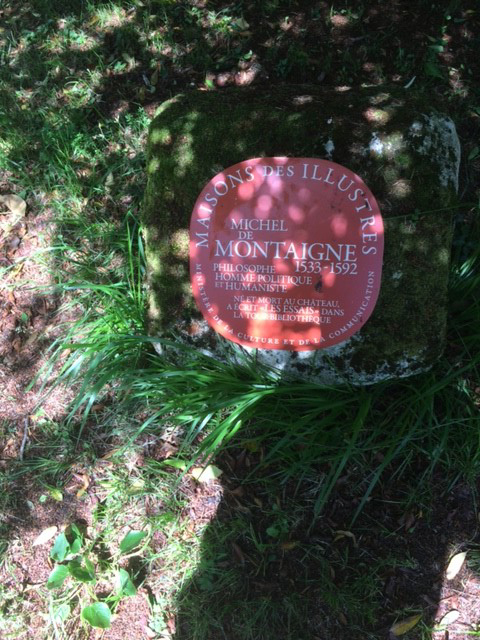 MAISONS DES ILLUSTRES
MICHEL
DE
MONTAIGNE
1533-1592
PHILOSOPHE
HOMME POLITIQUE
ET HUMANISTE
NÉ ET MORT AU CHÂTEAU,
A ÉCRIT «LES ESSAIS» DANS
LA TOUR BIBLIOTHÈQUE
MINISTÈRE DE LA CULTURE ET DE LA COMMUNICATION